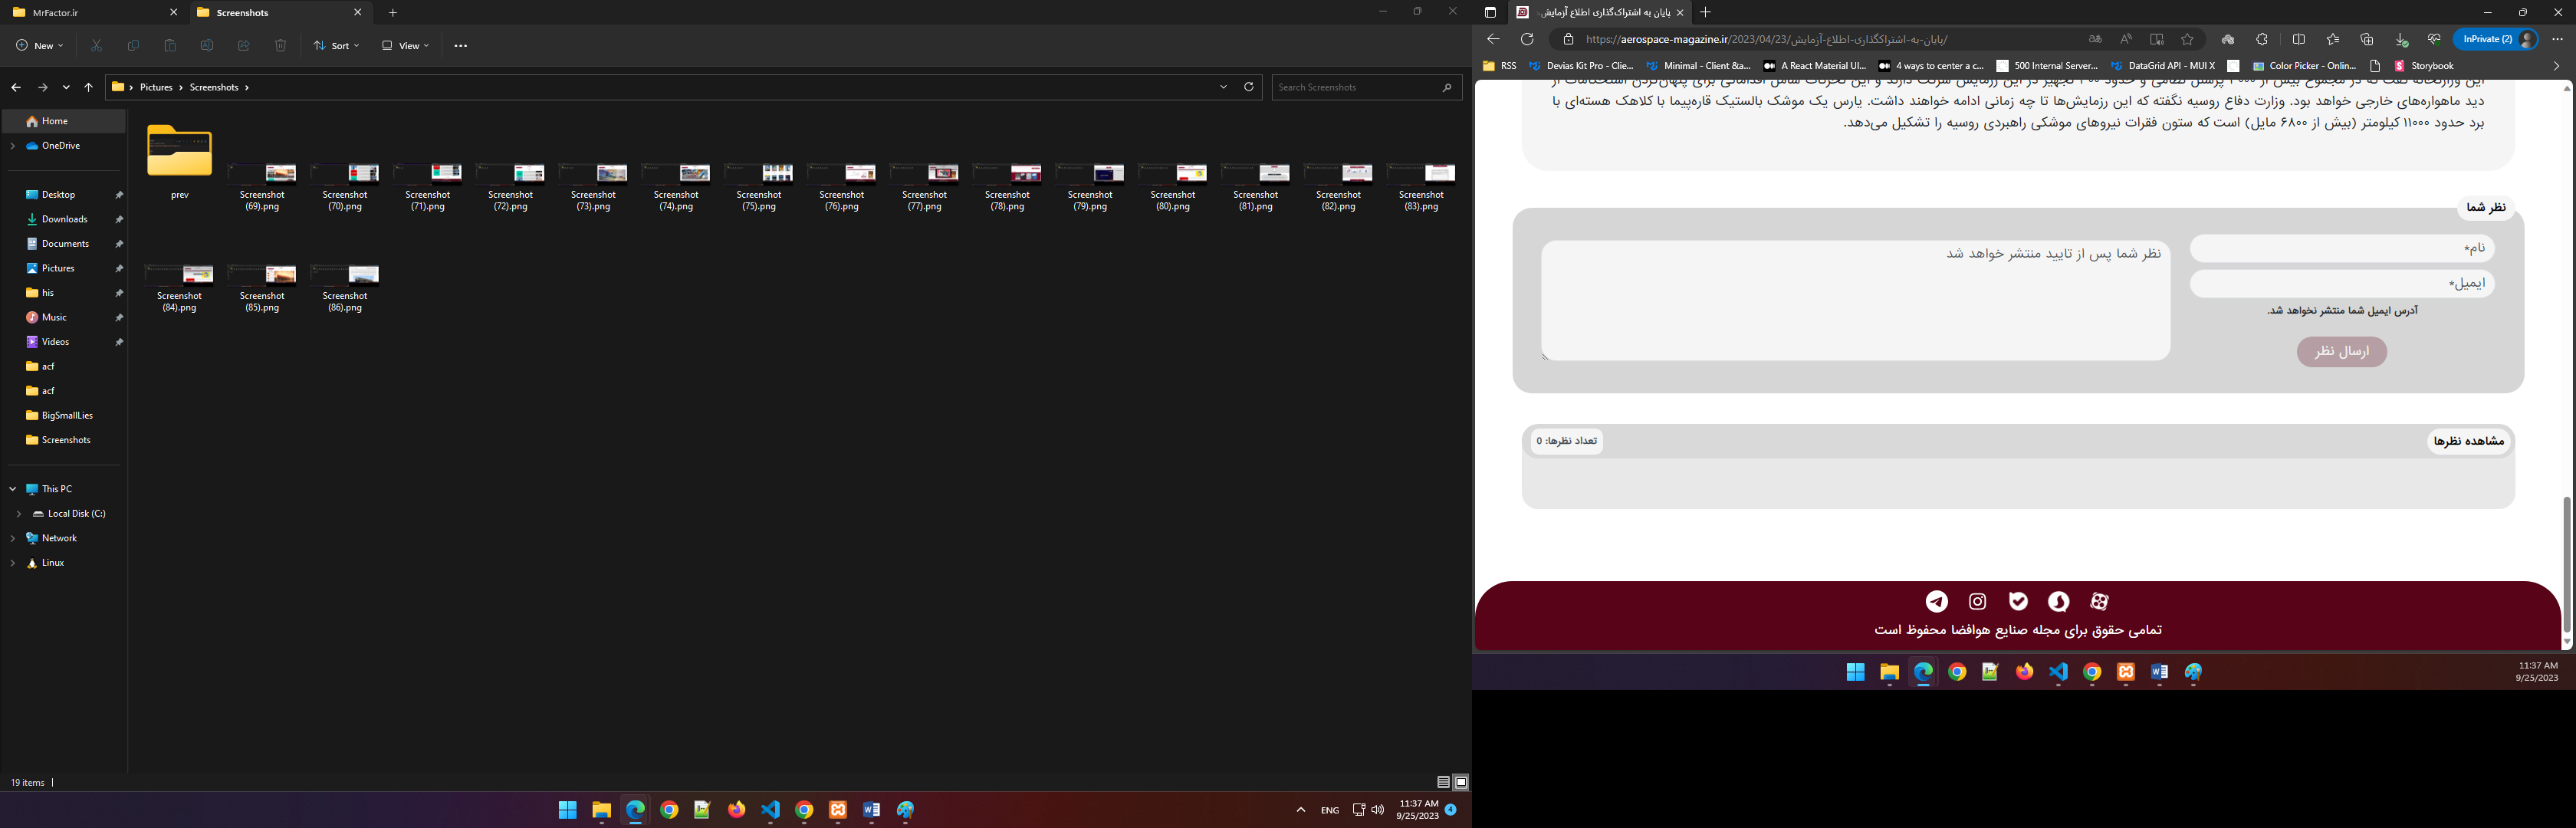 MrFactor.ir
Screenshots
New
Sort
View
Pictures
Screenshots
Search Screenshots
Home
OneDrive
Desktop
Downloads
Documents
Pictures
his
Music
Videos
acf
acf
BigSmallLies
Screenshots
This PC
Local Disk (C:)
Network
Linux
prev
Screenshot (69).png
Screenshot (70).png
Screenshot (71).png
Screenshot (72).png
Screenshot (73).png
Screenshot (74).png
Screenshot (75).png
Screenshot (76).png
Screenshot (77).png
Screenshot (78).png
Screenshot (79).png
Screenshot (80).png
Screenshot (81).png
Screenshot (82).png
Screenshot (83).png
Screenshot (84).png
Screenshot (85).png
Screenshot (86).png
19 items
ENG
11:37 AM
9/25/2023
4
پایان به اشتراک‌گذاری اطلاع آزمایش
https://aerospace-magazine.ir/2023/04/23/پایان-به-اشتراکگذاری-اطلاع-آزمایش/
InPrivate (2)
RSS
Devias Kit Pro - Clie...
Minimal - Client &a...
A React Material UI...
4 ways to center a c...
500 Internal Server...
DataGrid API - MUI X
Color Picker - Onlin...
Storybook
دید ماهواره‌های خارجی خواهد بود. وزارت دفاع روسیه نگفته که این رزمایش‌ها تا چه زمانی ادامه خواهند داشت. یارس یک موشک بالستیک قاره‌پیما با کلاهک هسته‌ای با
برد حدود ۱۱۰۰۰ کیلومتر (بیش از ۶۸۰۰ مایل) است که ستون فقرات نیروهای موشکی راهبردی روسیه را تشکیل می‌دهد.
نظر شما
نام*
نظر شما پس از تایید منتشر خواهد شد
ایمیل*
آدرس ایمیل شما منتشر نخواهد شد.
ارسال نظر
مشاهده نظرها
تعداد نظرها: 0
تمامی حقوق برای مجله صنایع هوافضا محفوظ است
11:37 AM
9/25/2023